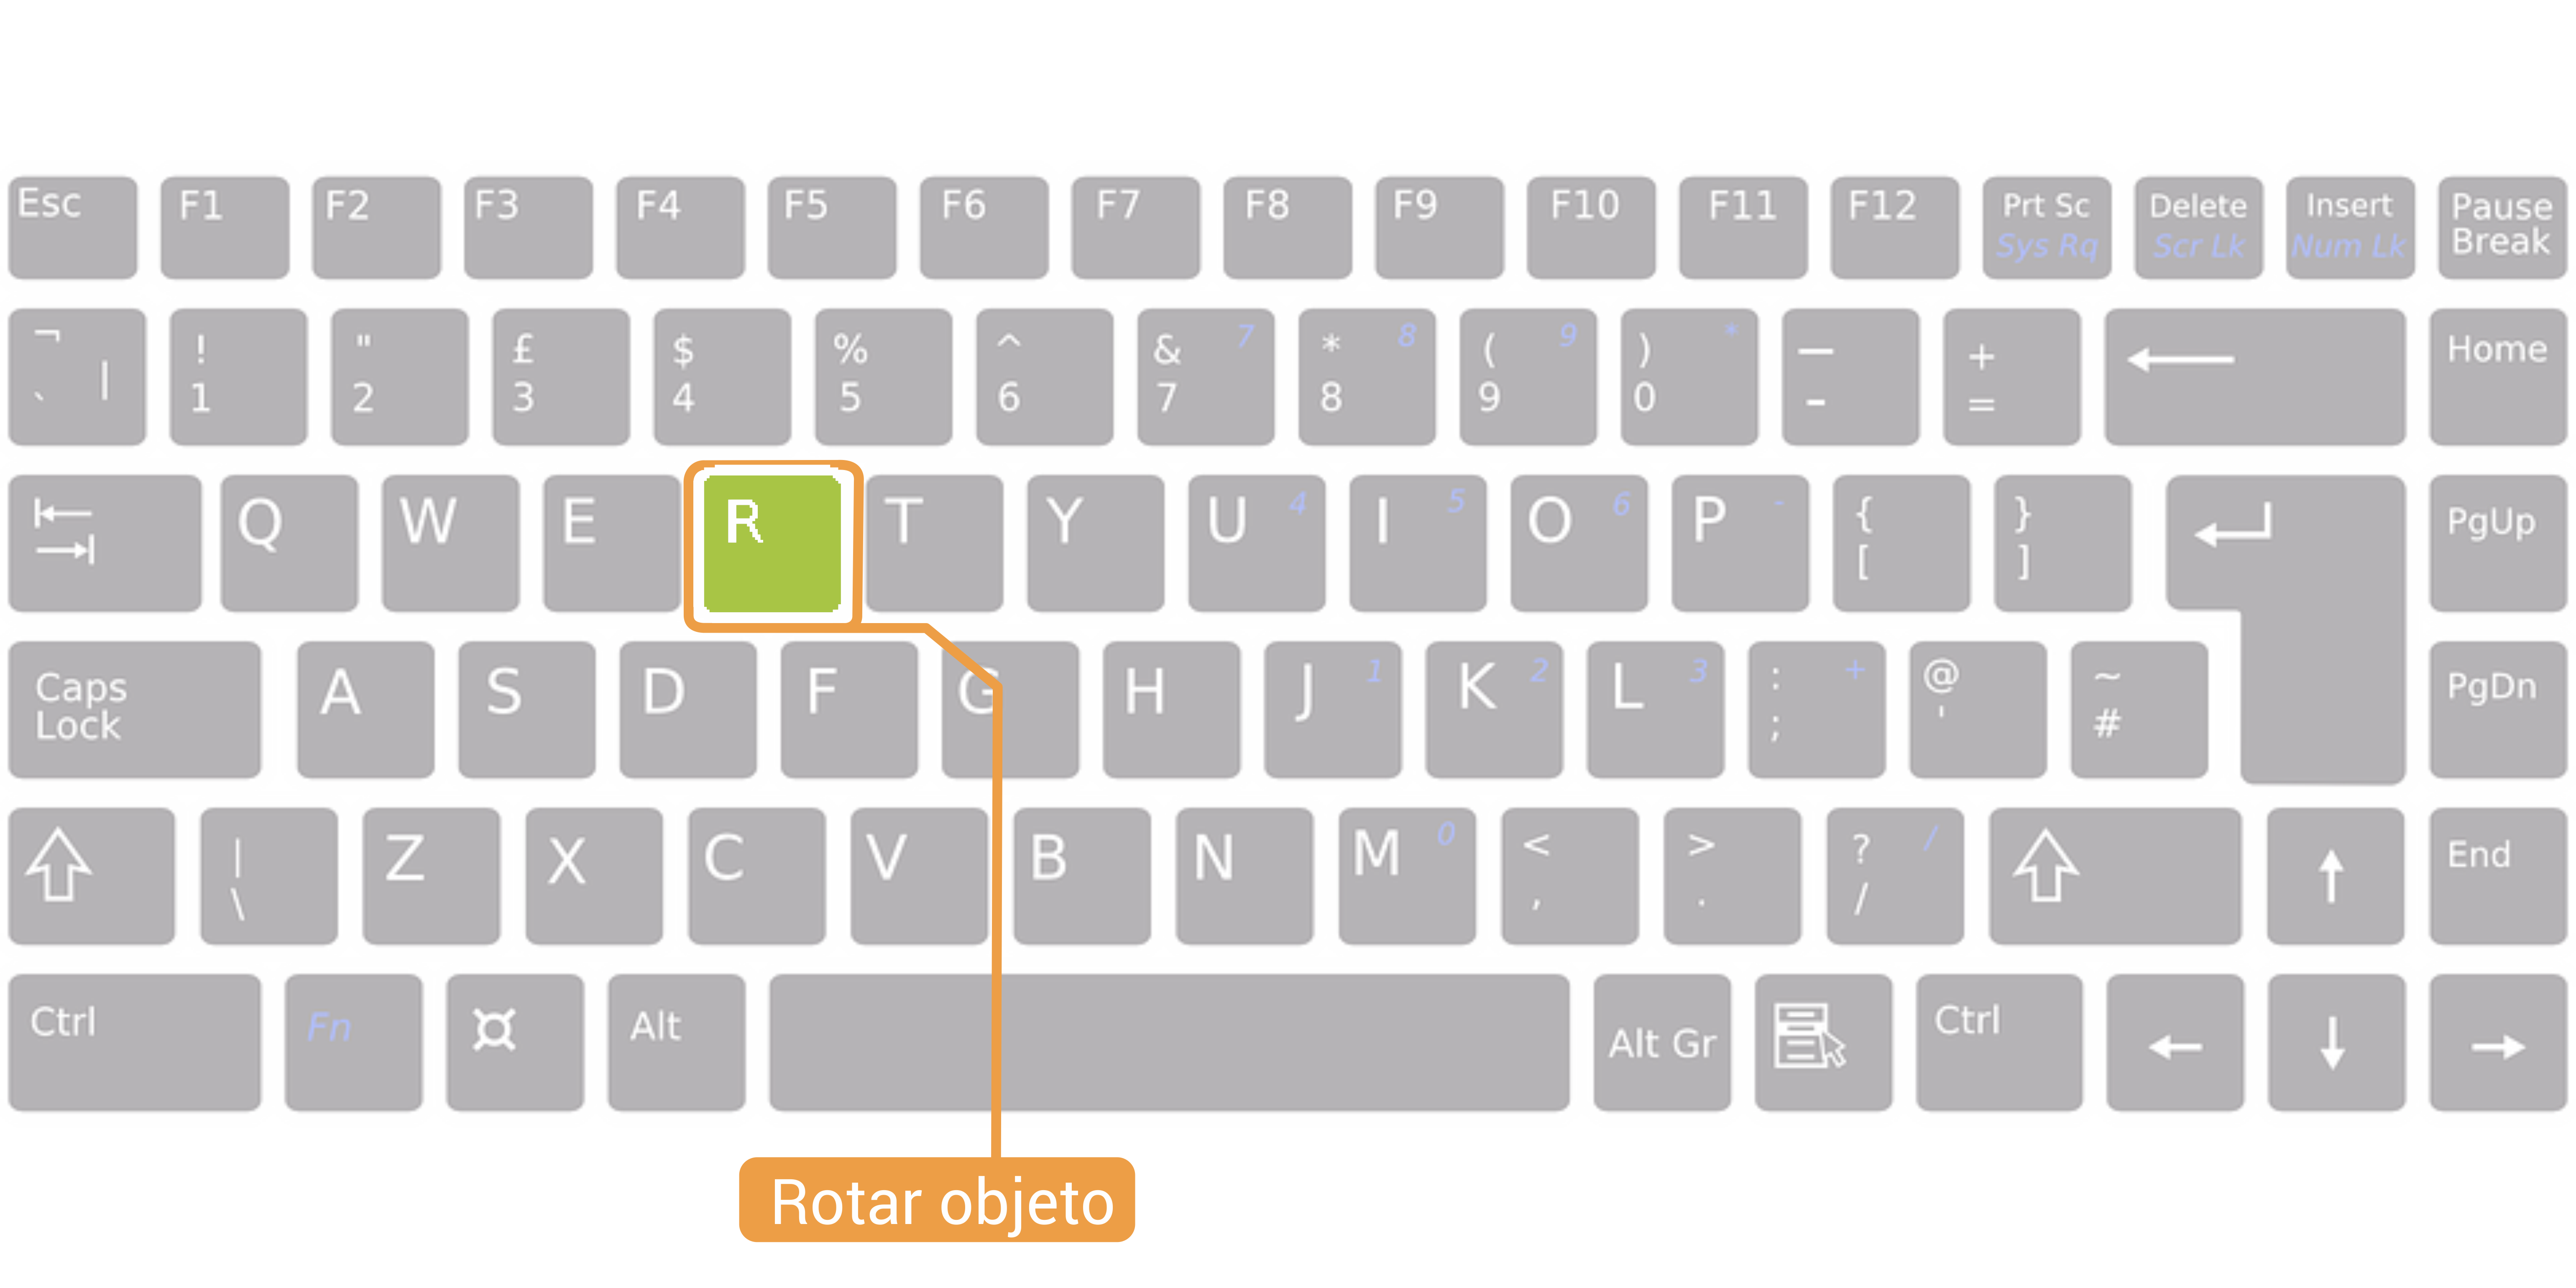 Esc F1 F2 F3 F4 F5 F6 F7 F8 F9 F10 F11 F12 Prt Sc Delete Insert Pause
Sys Rq Scr Lk Num Lk Break
¬ ! " £ $ % ^ & 7 * 8 ( 9 ) * — + Home
` | 1 2 3 4 5 6 7 8 9 0 - =
Q W E R T Y U 4 I 5 O 6 P - { } PgUp
[ ]
Caps A S D F G H J 1 K 2 L 3 : + @ ~ PgDn
Lock ; ' #
| Z X C V B N M 0 < > ? / End
\ , . /
Ctrl Fn Alt Alt Gr Ctrl
Rotar objeto